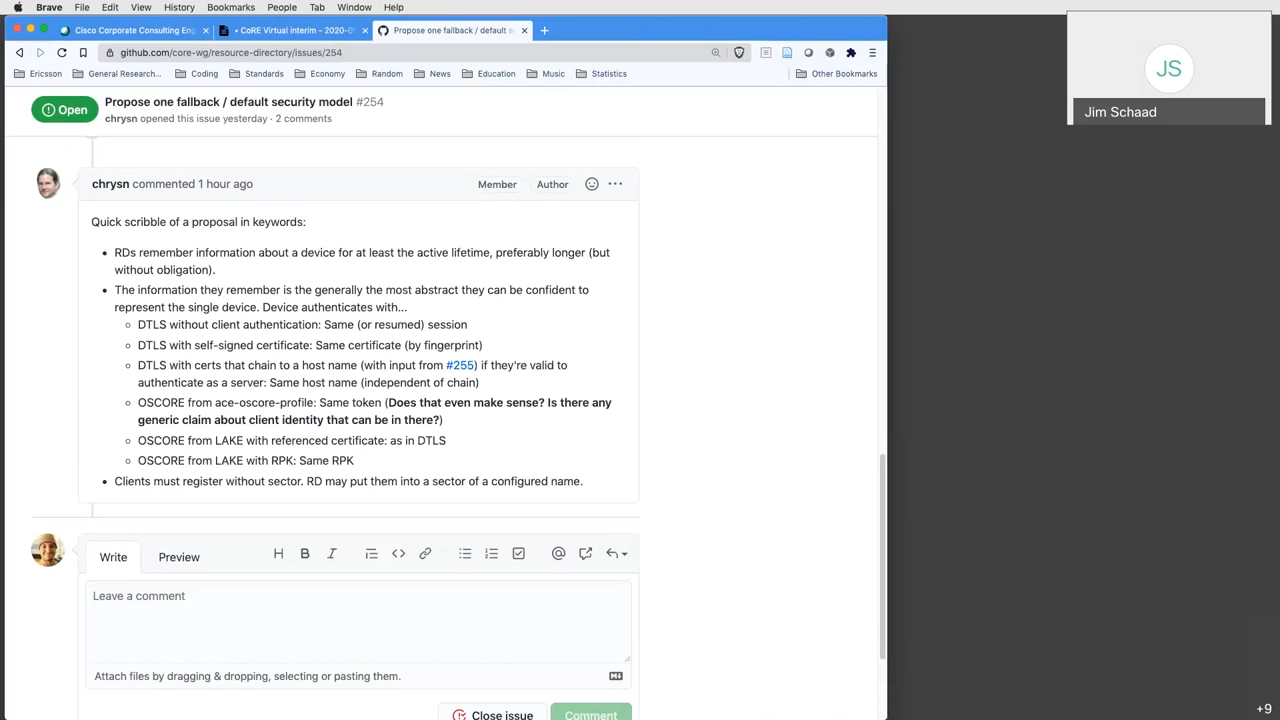 Brave File Edit View History Bookmarks People Tab Window Help
Cisco Corporate Consulting Eng × • CoRE Virtual interim - 2020-0 × Propose one fallback / default s × +
github.com/core-wg/resource-directory/issues/254
Ericsson General Research... Coding Standards Economy Random News Education Music Statistics Other Bookmarks
Open
Propose one fallback / default security model #254
chrysn opened this issue yesterday · 2 comments
chrysn commented 1 hour ago Member Author ...
Quick scribble of a proposal in keywords:
• RDs remember information about a device for at least the active lifetime, preferably longer (but
without obligation).
• The information they remember is the generally the most abstract they can be confident to
represent the single device. Device authenticates with...
◦ DTLS without client authentication: Same (or resumed) session
◦ DTLS with self-signed certificate: Same certificate (by fingerprint)
◦ DTLS with certs that chain to a host name (with input from #255) if they're valid to
authenticate as a server: Same host name (independent of chain)
◦ OSCORE from ace-oscore-profile: Same token (Does that even make sense? Is there any
generic claim about client identity that can be in there?)
◦ OSCORE from LAKE with referenced certificate: as in DTLS
◦ OSCORE from LAKE with RPK: Same RPK
• Clients must register without sector. RD may put them into a sector of a configured name.
Write Preview H B I <> @
Leave a comment
Attach files by dragging & dropping, selecting or pasting them.
Close issue Comment
JS
Jim Schaad
+9